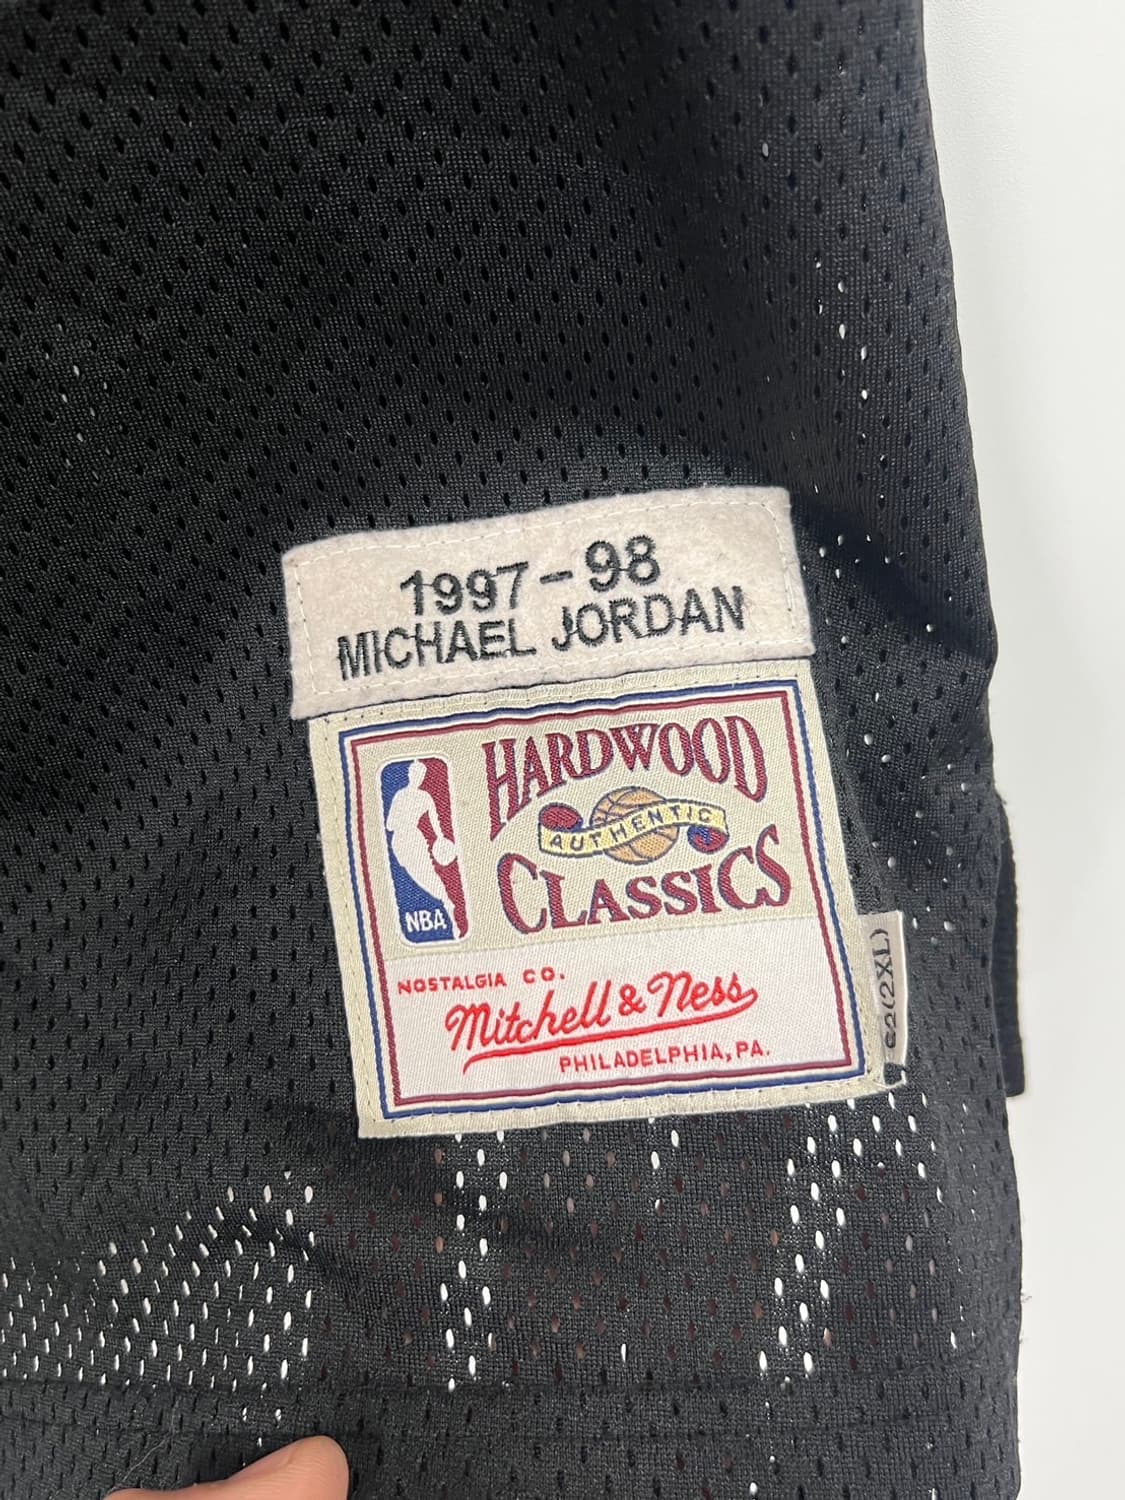 1997-98
MICHAEL JORDAN
HARDWOOD
AUTHENTIC
CLASSICS
NBA
NOSTALGIA CO.
Mitchell & Ness
PHILADELPHIA, PA.
(2XL)